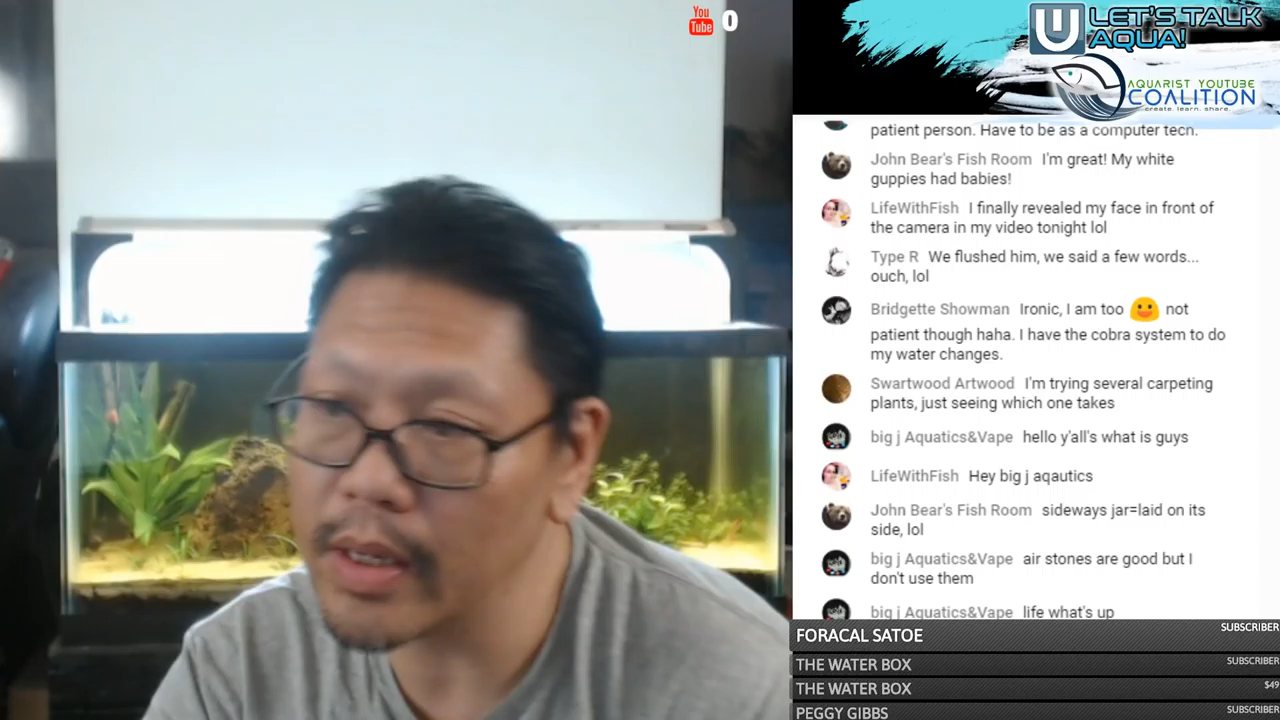 You
Tube 0
LET'S TALK
AQUA!
AQUARIST YOUTUBE
COALITION
create. learn. share.
patient person. Have to be as a computer tech.
John Bear's Fish Room I'm great! My white
guppies had babies!
LifeWithFish I finally revealed my face in front of
the camera in my video tonight lol
Type R We flushed him, we said a few words...
ouch, lol
Bridgette Showman Ironic, I am too not
patient though haha. I have the cobra system to do
my water changes.
Swartwood Artwood I'm trying several carpeting
plants, just seeing which one takes
big j Aquatics&Vape hello y'all's what is guys
LifeWithFish Hey big j aqautics
John Bear's Fish Room sideways jar=laid on its
side, lol
big j Aquatics&Vape air stones are good but I
don't use them
big j Aquatics&Vape life what's up
FORACAL SATOE SUBSCRIBER
THE WATER BOX SUBSCRIBER
THE WATER BOX $49
PEGGY GIBBS SUBSCRIBER